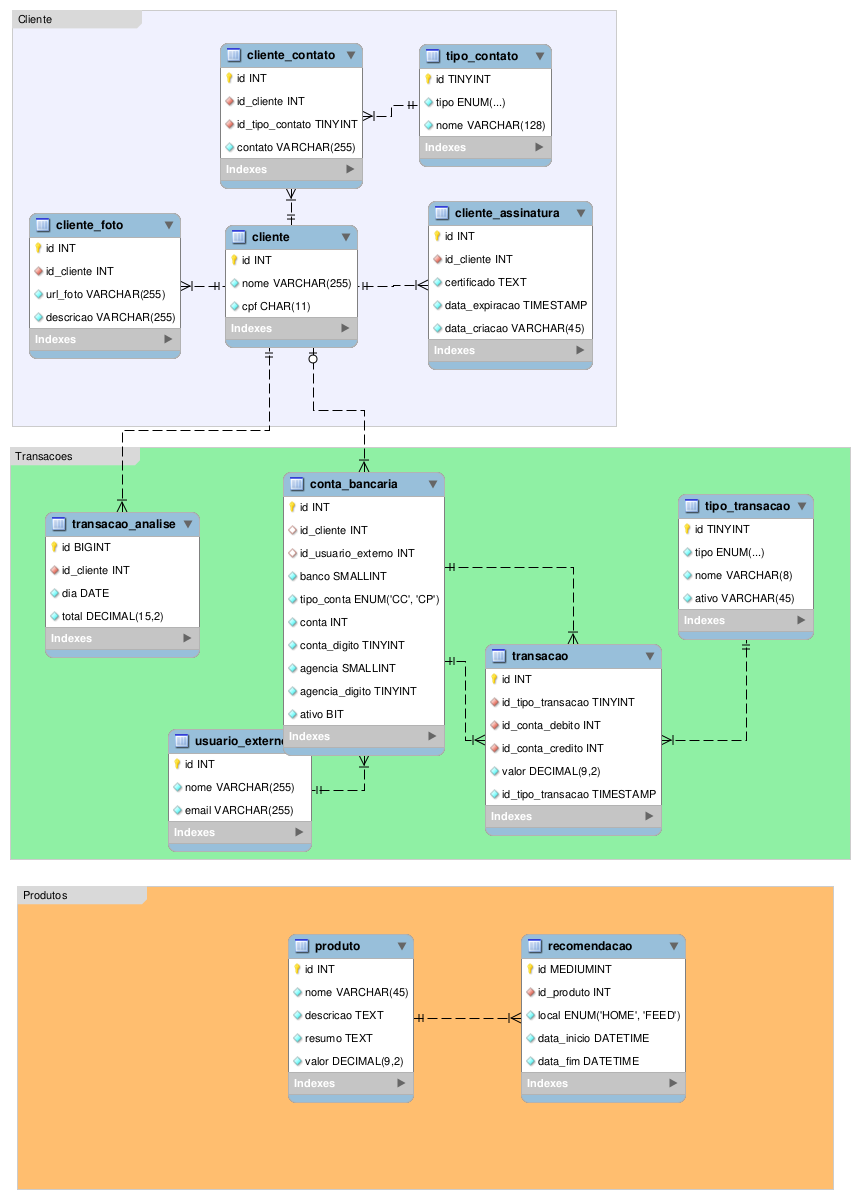 Cliente
cliente_contato
id INT
id_cliente INT
id_tipo_contato TINYINT
contato VARCHAR(255)
Indexes
tipo_contato
id TINYINT
tipo ENUM(...)
nome VARCHAR(128)
Indexes
cliente_foto
id INT
id_cliente INT
url_foto VARCHAR(255)
descricao VARCHAR(255)
Indexes
cliente
id INT
nome VARCHAR(255)
cpf CHAR(11)
Indexes
cliente_assinatura
id INT
id_cliente INT
certificado TEXT
data_expiracao TIMESTAMP
data_criacao VARCHAR(45)
Indexes
Transacoes
transacao_analise
id BIGINT
id_cliente INT
dia DATE
total DECIMAL(15,2)
Indexes
conta_bancaria
id INT
id_cliente INT
id_usuario_externo INT
banco SMALLINT
tipo_conta ENUM('CC', 'CP')
conta INT
conta_digito TINYINT
agencia SMALLINT
agencia_digito TINYINT
ativo BIT
Indexes
tipo_transacao
id TINYINT
tipo ENUM(...)
nome VARCHAR(8)
ativo VARCHAR(45)
Indexes
transacao
id INT
id_tipo_transacao TINYINT
id_conta_debito INT
id_conta_credito INT
valor DECIMAL(9,2)
id_tipo_transacao TIMESTAMP
Indexes
usuario_extern
id INT
nome VARCHAR(255)
email VARCHAR(255)
Indexes
Produtos
produto
id INT
nome VARCHAR(45)
descricao TEXT
resumo TEXT
valor DECIMAL(9,2)
Indexes
recomendacao
id MEDIUMINT
id_produto INT
local ENUM('HOME', 'FEED')
data_inicio DATETIME
data_fim DATETIME
Indexes